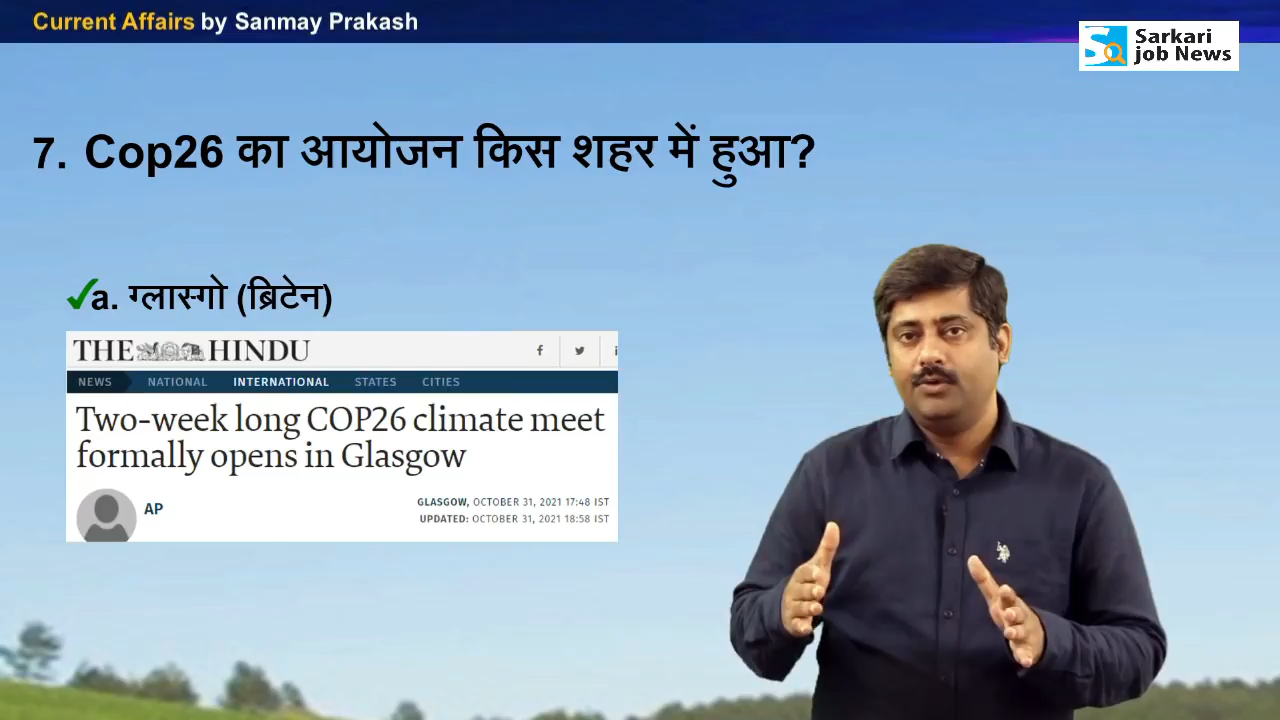 Current Affairs by Sanmay Prakash
Sarkari
Job News
7. Cop26 का आयोजन किस शहर में हुआ?
✓a. ग्लास्गो (ब्रिटेन)
THE HINDU
NEWS NATIONAL INTERNATIONAL STATES CITIES
Two-week long COP26 climate meet
formally opens in Glasgow
AP
GLASGOW, OCTOBER 31, 2021 17:48 IST
UPDATED: OCTOBER 31, 2021 18:58 IST